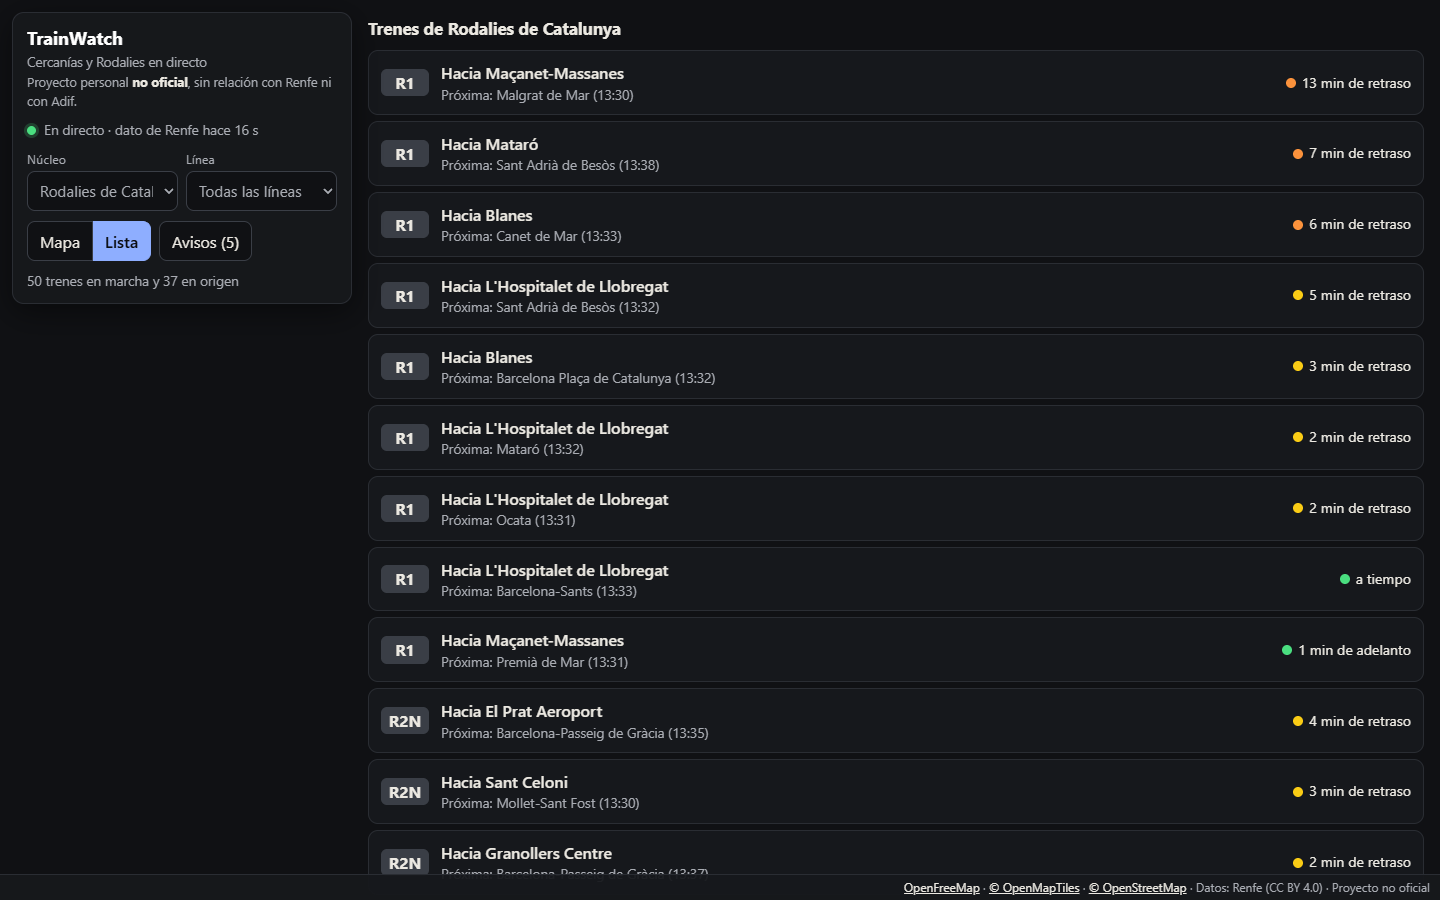 TrainWatch
Cercanías y Rodalies en directo
Proyecto personal no oficial, sin relación con Renfe ni
con Adif.
En directo · dato de Renfe hace 16 s
Núcleo
Línea
Rodalies de Catal
Todas las líneas
Mapa
Lista
Avisos (5)
50 trenes en marcha y 37 en origen
Trenes de Rodalies de Catalunya
R1
Hacia Maçanet-Massanes
Próxima: Malgrat de Mar (13:30)
13 min de retraso
R1
Hacia Mataró
Próxima: Sant Adrià de Besòs (13:38)
7 min de retraso
R1
Hacia Blanes
Próxima: Canet de Mar (13:33)
6 min de retraso
R1
Hacia L'Hospitalet de Llobregat
Próxima: Sant Adrià de Besòs (13:32)
5 min de retraso
R1
Hacia Blanes
Próxima: Barcelona Plaça de Catalunya (13:32)
3 min de retraso
R1
Hacia L'Hospitalet de Llobregat
Próxima: Mataró (13:32)
2 min de retraso
R1
Hacia L'Hospitalet de Llobregat
Próxima: Ocata (13:31)
2 min de retraso
R1
Hacia L'Hospitalet de Llobregat
Próxima: Barcelona-Sants (13:33)
a tiempo
R1
Hacia Maçanet-Massanes
Próxima: Premià de Mar (13:31)
1 min de adelanto
R2N
Hacia El Prat Aeroport
Próxima: Barcelona-Passeig de Gràcia (13:35)
4 min de retraso
R2N
Hacia Sant Celoni
Próxima: Mollet-Sant Fost (13:30)
3 min de retraso
R2N
Hacia Granollers Centre
Próxima: Barcelona-Passeig de Gràcia (13:37)
2 min de retraso
OpenFreeMap · © OpenMapTiles · © OpenStreetMap · Datos: Renfe (CC BY 4.0) · Proyecto no oficial